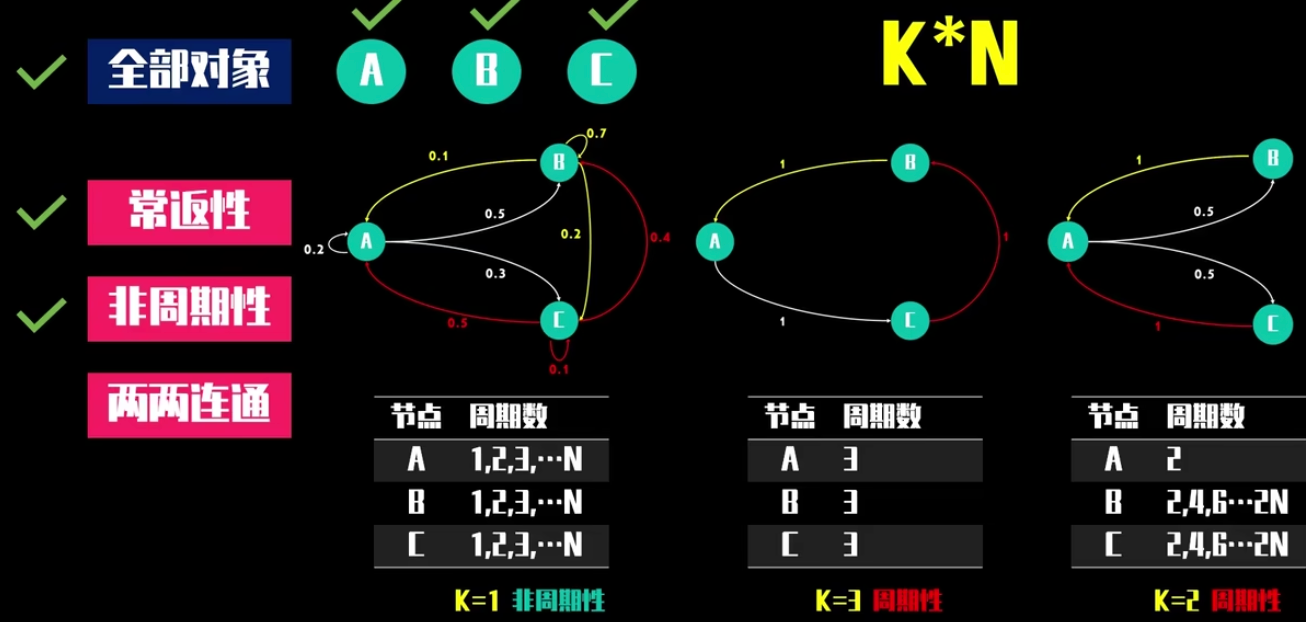 K*N
全部对象 A B C
常返性
非周期性
两两连通
0.7
B
0.1
0.5
0.2
0.4
A
0.2
0.3
C
0.5
0.1
节点 周期数
A 1,2,3,…N
B 1,2,3,…N
C 1,2,3,…N
K=1 非周期性
B
1
A
1
C
1
节点 周期数
A 3
B 3
C 3
K=3 周期性
B
1
0.5
A
0.5
C
1
节点 周期数
A 2
B 2,4,6…2N
C 2,4,6…2N
K=2 周期性